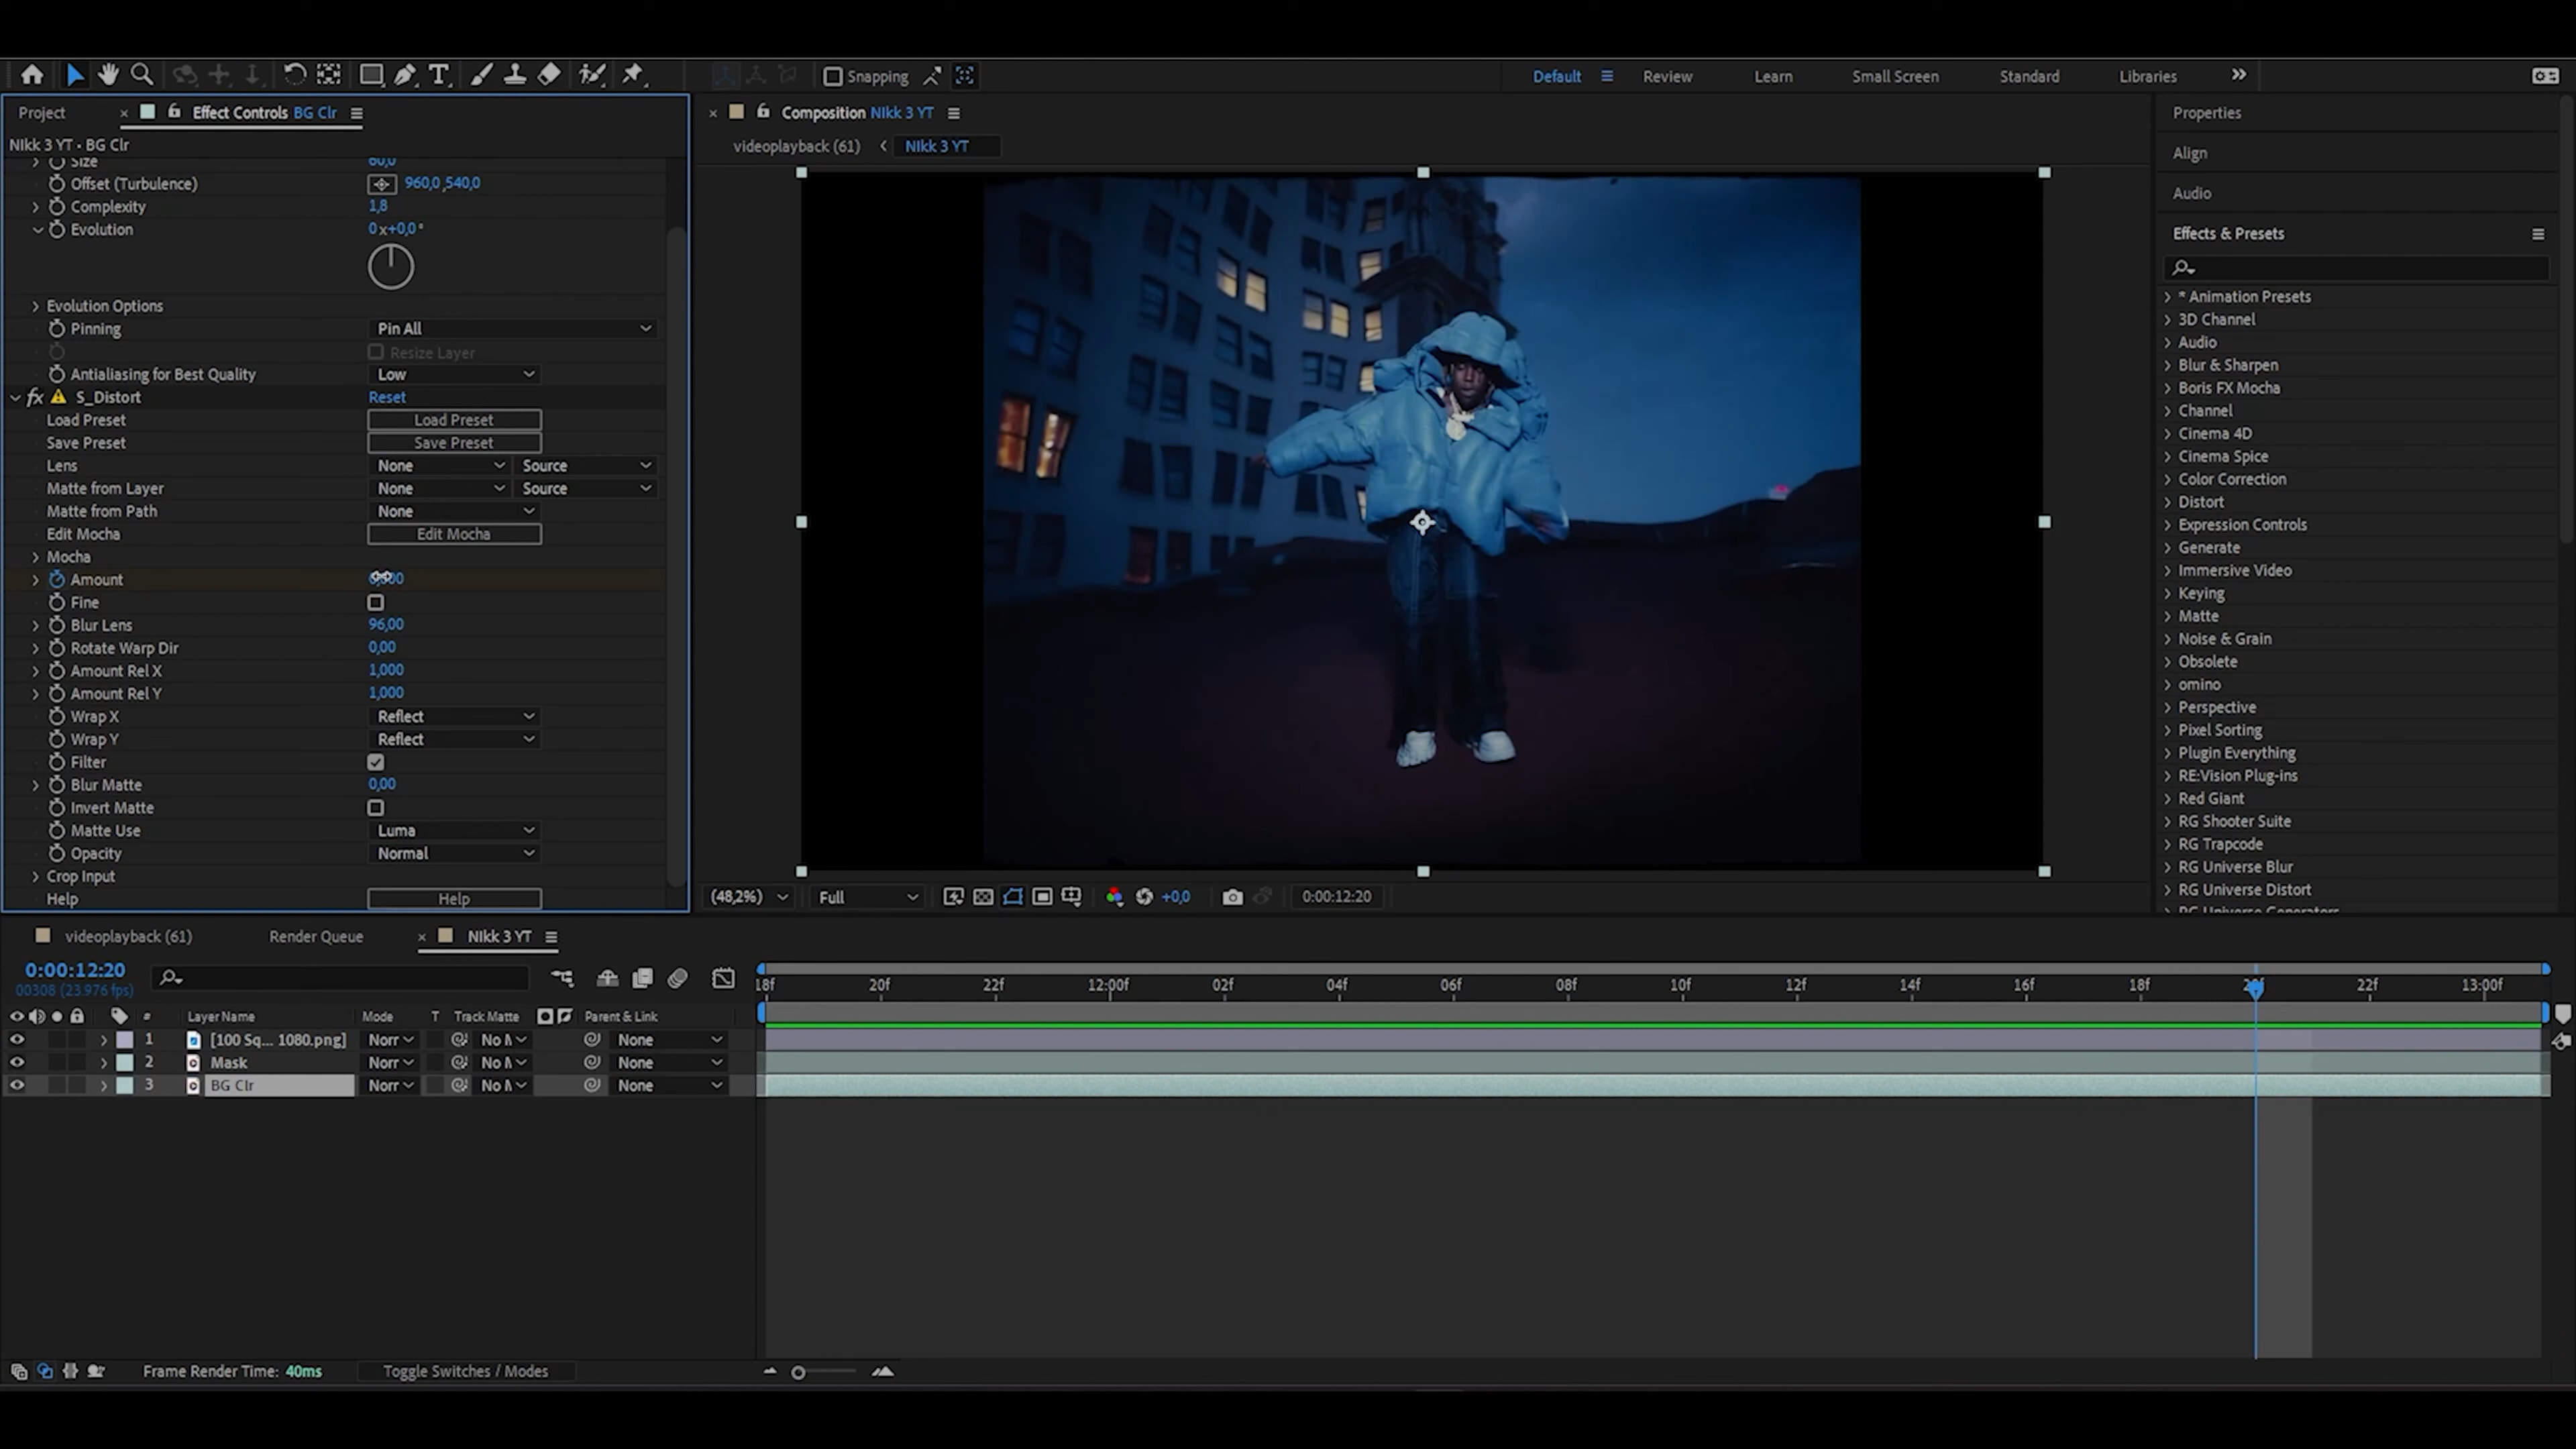 Snapping
Default
Review
Learn
Small Screen
Standard
Libraries
Project
Effect Controls BG Clr
NIkk 3 YT • BG Clr
Size 60,0
Offset (Turbulence) 960,0 ,540,0
Complexity 1,8
Evolution 0 x+0,0 °
Evolution Options
Pinning Pin All
Resize Layer
Antialiasing for Best Quality Low
fx S_Distort Reset
Load Preset Load Preset
Save Preset Save Preset
Lens None Source
Matte from Layer None Source
Matte from Path None
Edit Mocha Edit Mocha
Mocha
Amount
Fine
Blur Lens 96,00
Rotate Warp Dir 0,00
Amount Rel X 1,000
Amount Rel Y 1,000
Wrap X Reflect
Wrap Y Reflect
Filter
Blur Matte 0,00
Invert Matte
Matte Use Luma
Opacity Normal
Crop Input
Help Help
Composition NIkk 3 YT
videoplayback (61) NIkk 3 YT
(48,2%) Full +0,0 0:00:12:20
Properties
Align
Audio
Effects & Presets
* Animation Presets
3D Channel
Audio
Blur & Sharpen
Boris FX Mocha
Channel
Cinema 4D
Cinema Spice
Color Correction
Distort
Expression Controls
Generate
Immersive Video
Keying
Matte
Noise & Grain
Obsolete
omino
Perspective
Pixel Sorting
Plugin Everything
RE:Vision Plug-ins
Red Giant
RG Shooter Suite
RG Trapcode
RG Universe Blur
RG Universe Distort
RG Universe Generators
videoplayback (61) Render Queue NIkk 3 YT
0:00:12:20
00308 (23.976 fps)
18f 20f 22f 12:00f 02f 04f 06f 08f 10f 12f 14f 16f 18f 22f 13:00f
# Layer Name Mode T Track Matte Parent & Link
1 [100 Sq... 1080.png] Norr No M None
2 Mask Norr No M None
3 BG Clr Norr No M None
Frame Render Time: 40ms Toggle Switches / Modes